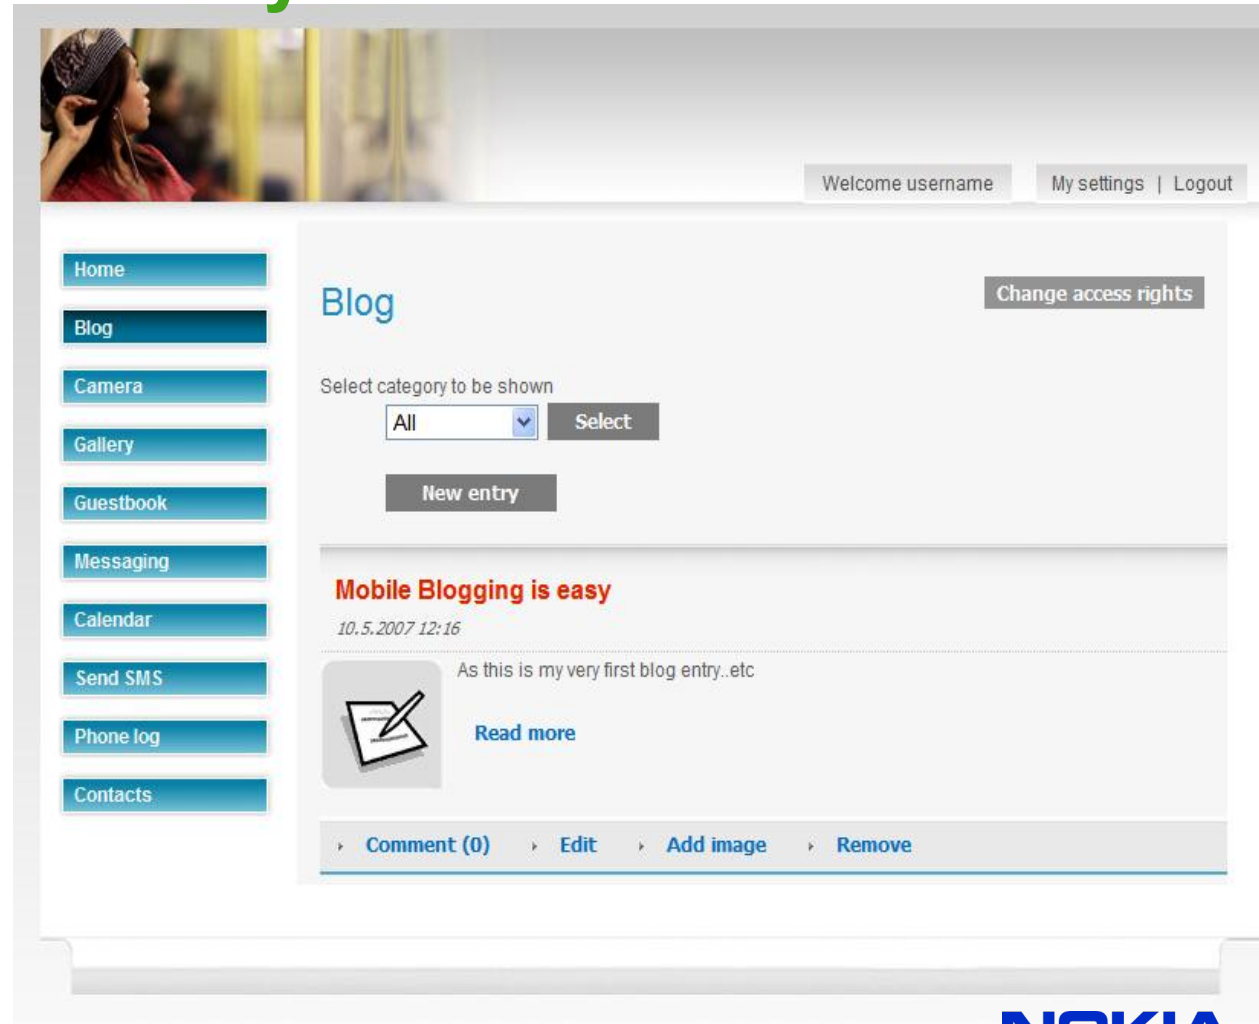 Welcome username
My settings | Logout
Home
Blog
Camera
Gallery
Guestbook
Messaging
Calendar
Send SMS
Phone log
Contacts
Blog
Change access rights
Select category to be shown
All
Select
New entry
Mobile Blogging is easy
10.5.2007 12:16
As this is my very first blog entry..etc
Read more
Comment (0)
Edit
Add image
Remove
NOKIA